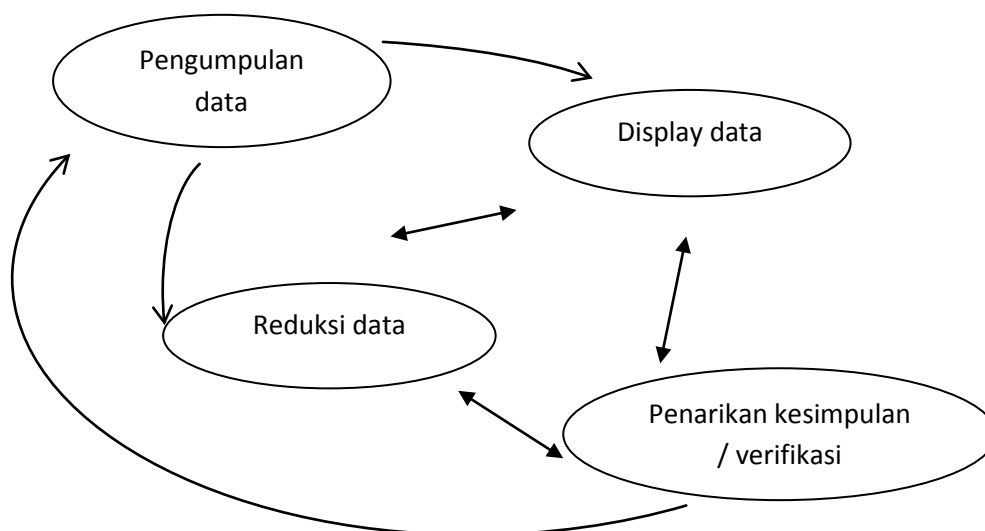 Pengumpulan
data
Display data
Reduksi data
Penarikan kesimpulan
/ verifikasi